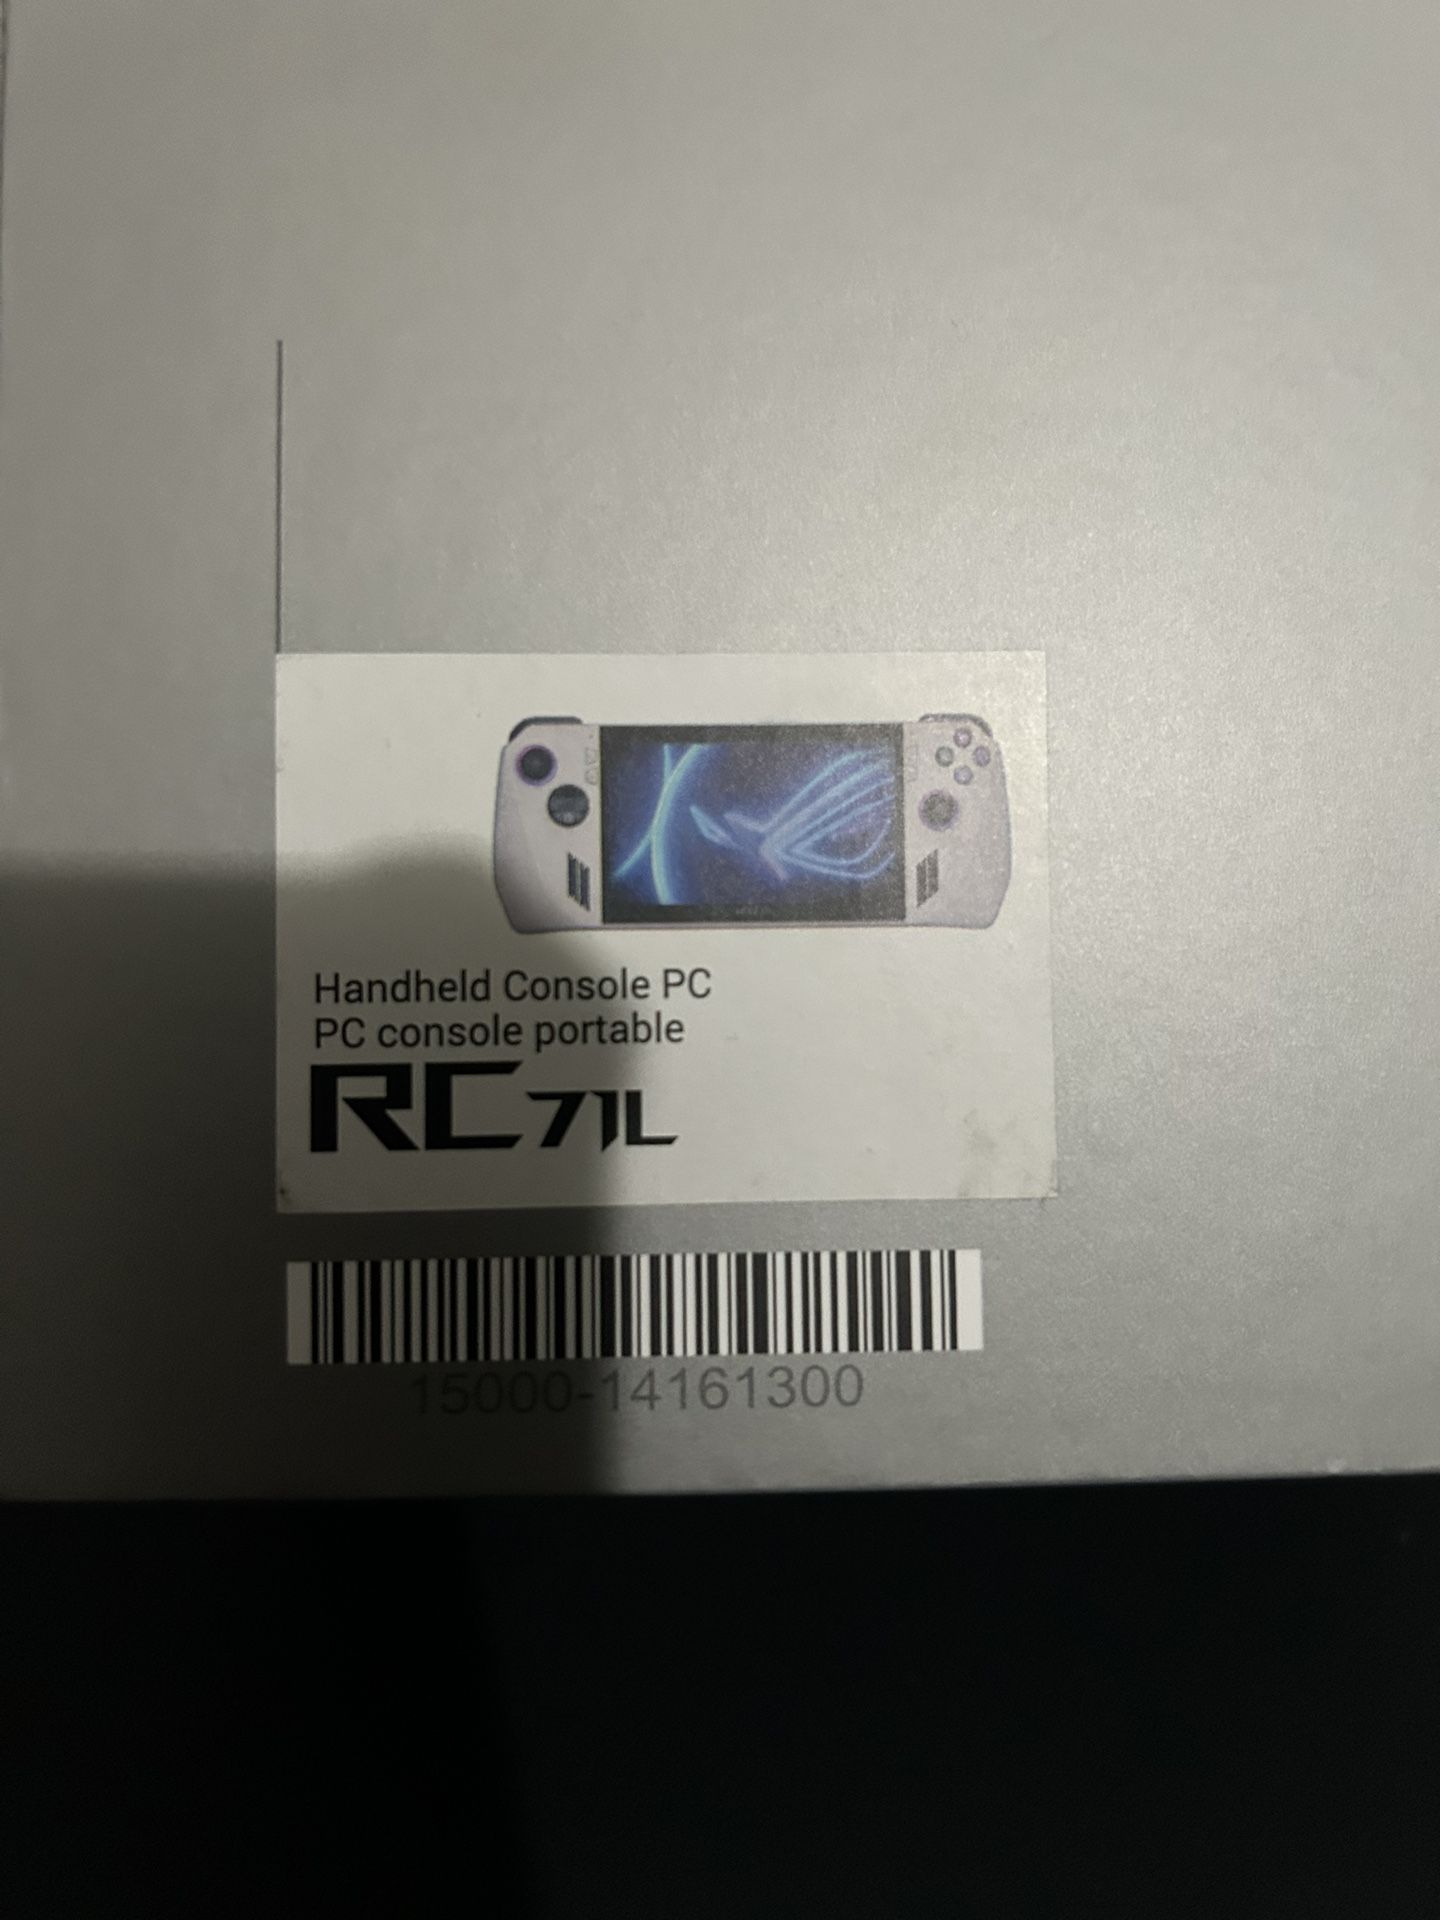 Handheld Console PC
PC console portable
RC71L
15000-14161300